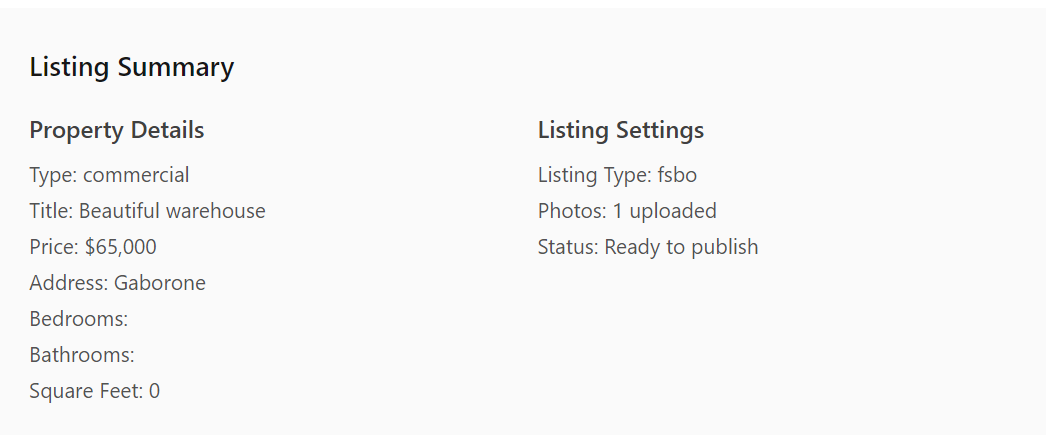 Listing Summary
Property Details
Type: commercial
Title: Beautiful warehouse
Price: $65,000
Address: Gaborone
Bedrooms:
Bathrooms:
Square Feet: 0
Listing Settings
Listing Type: fsbo
Photos: 1 uploaded
Status: Ready to publish